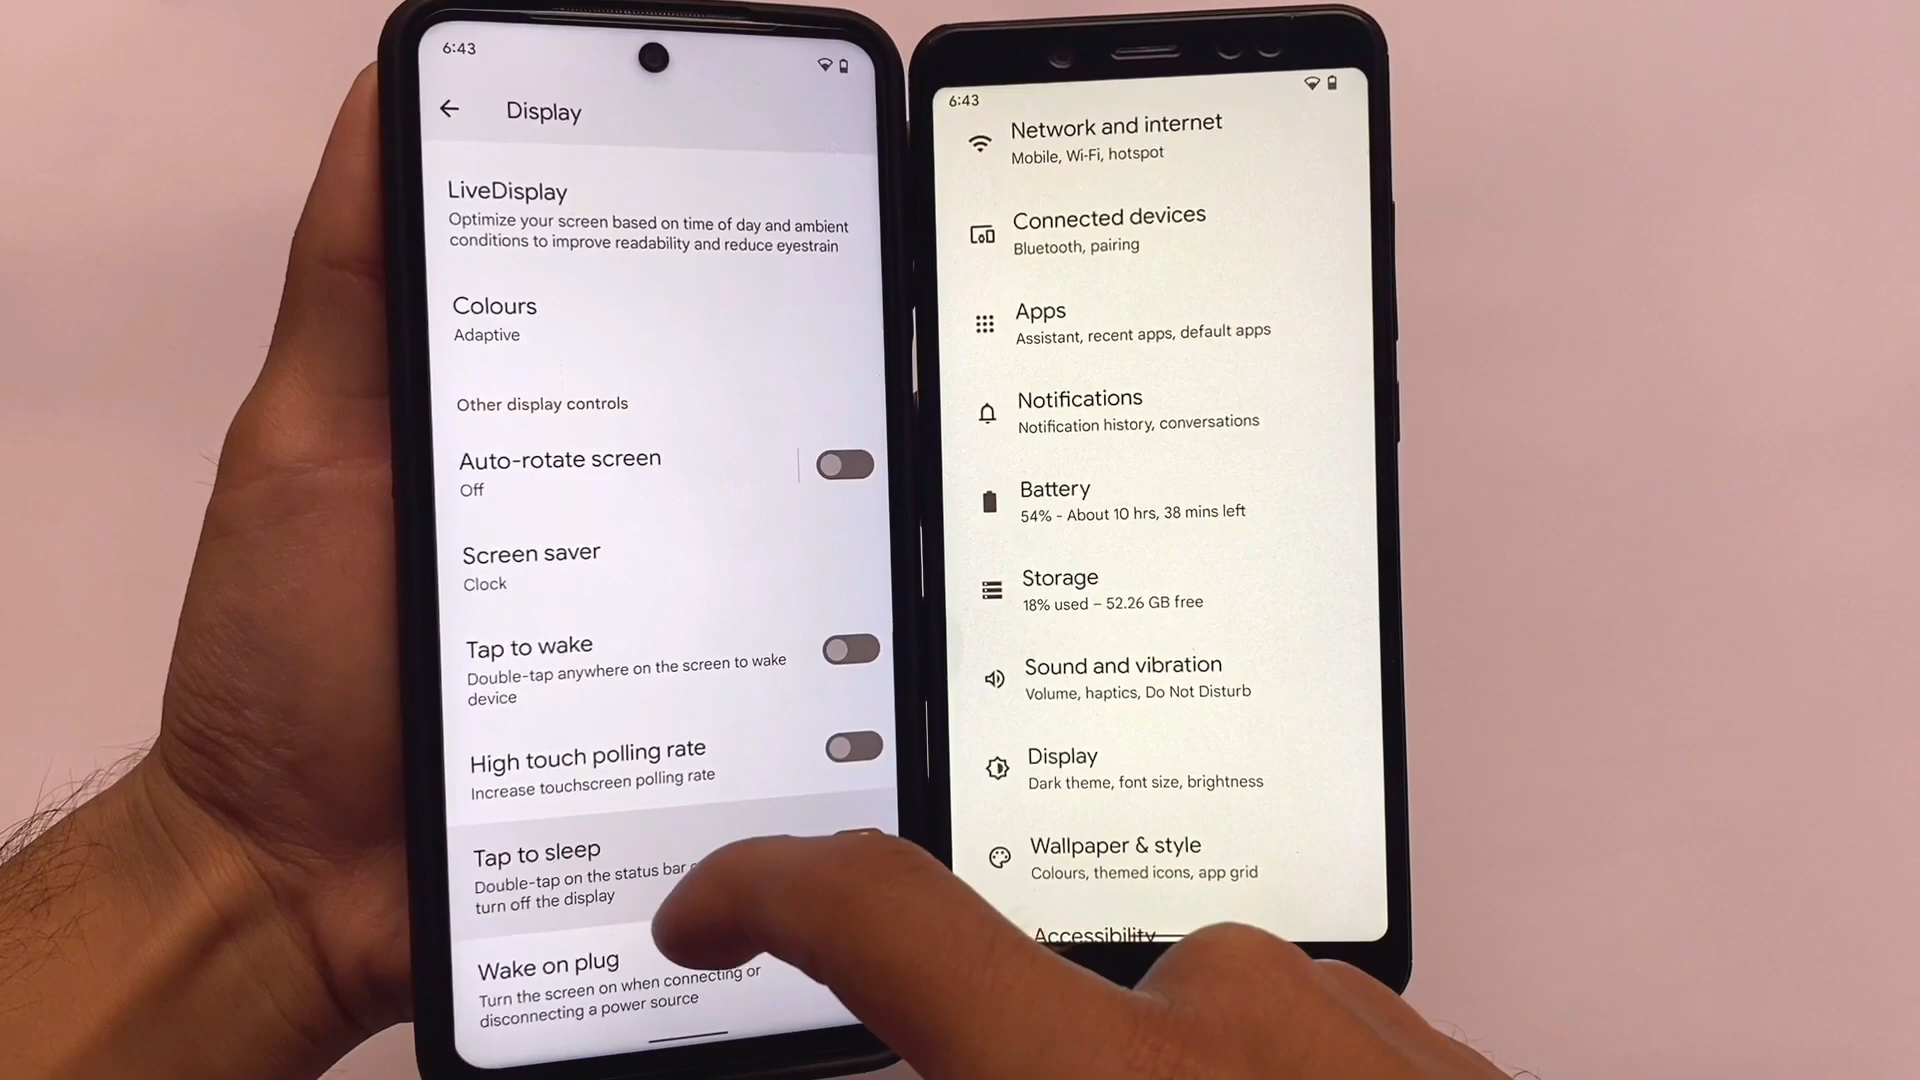 6:43
Display
LiveDisplay
Optimize your screen based on time of day and ambient
conditions to improve readability and reduce eyestrain
Colours
Adaptive
Other display controls
Auto-rotate screen
Off
Screen saver
Clock
Tap to wake
Double-tap anywhere on the screen to wake
device
High touch polling rate
Increase touchscreen polling rate
Tap to sleep
Double-tap on the status bar
turn off the display
Wake on plug
Turn the screen on when connecting or
disconnecting a power source
6:43
Network and internet
Mobile, Wi-Fi, hotspot
Connected devices
Bluetooth, pairing
Apps
Assistant, recent apps, default apps
Notifications
Notification history, conversations
Battery
54% - About 10 hrs, 38 mins left
Storage
18% used – 52.26 GB free
Sound and vibration
Volume, haptics, Do Not Disturb
Display
Dark theme, font size, brightness
Wallpaper & style
Colours, themed icons, app grid
Accessibility